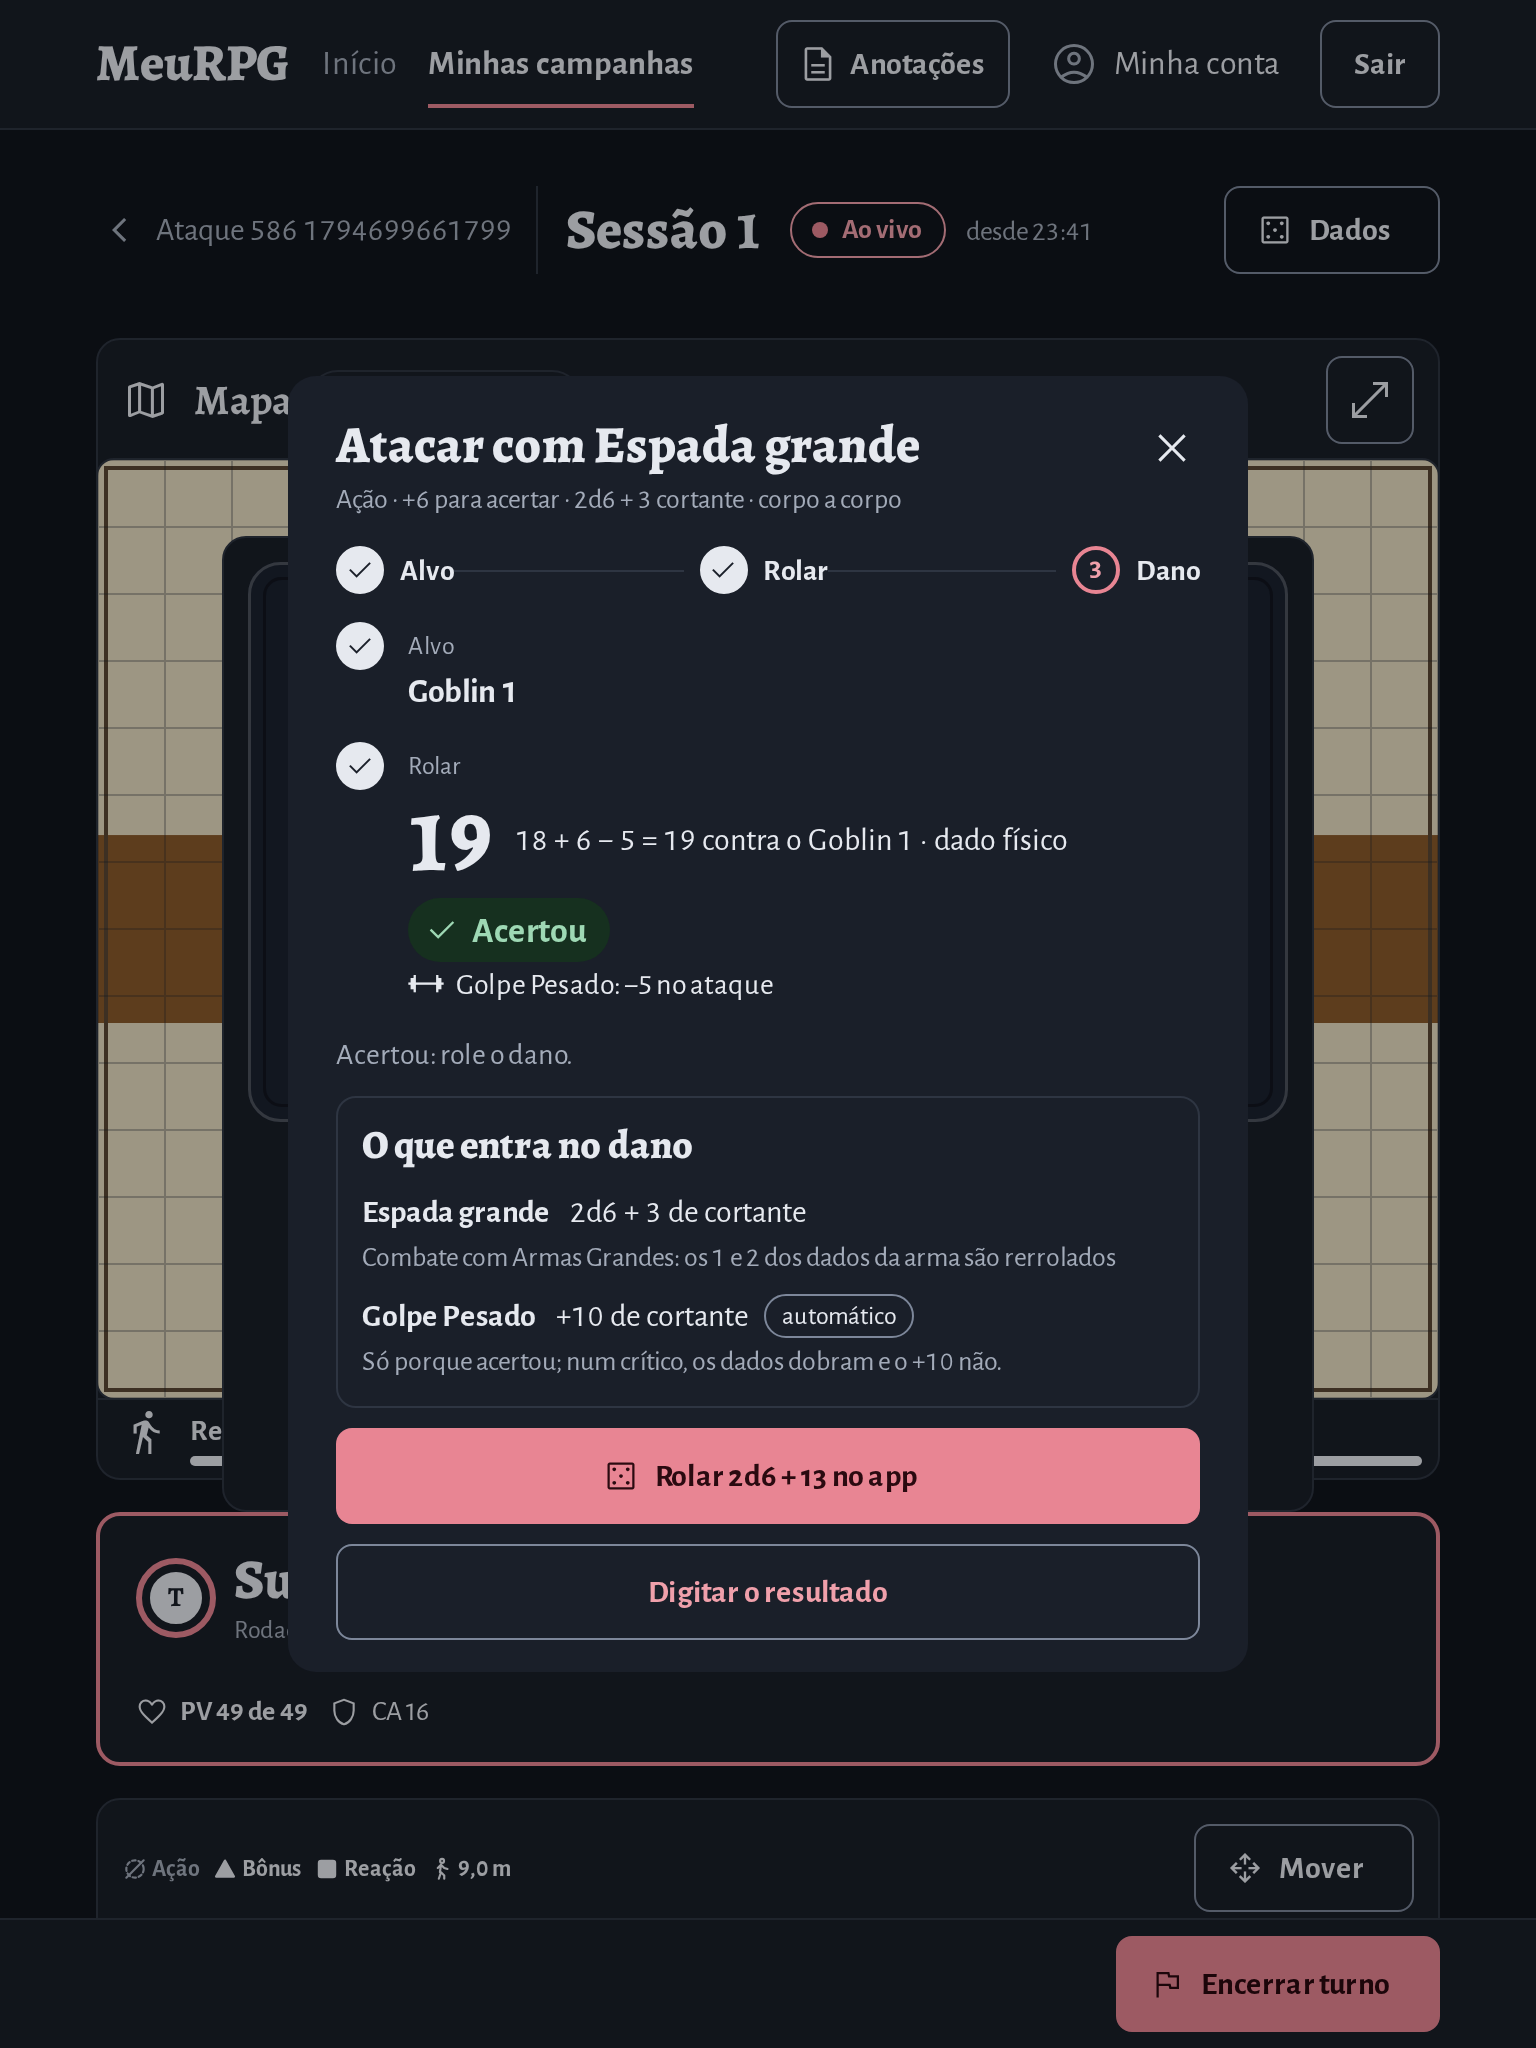 MeuRPG Início Minhas campanhas Anotações Minha conta Sair
Ataque 586 1794699661799 Sessão 1 Ao vivo desde 23:41 Dados
Mapa
Atacar com Espada grande
Ação · +6 para acertar · 2d6 + 3 cortante · corpo a corpo
Alvo Rolar 3 Dano
Alvo
Goblin 1
Rolar
19 18 + 6 − 5 = 19 contra o Goblin 1 · dado físico
Acertou
Golpe Pesado: −5 no ataque
Acertou: role o dano.
O que entra no dano
Espada grande 2d6 + 3 de cortante
Combate com Armas Grandes: os 1 e 2 dos dados da arma são rerrolados
Golpe Pesado +10 de cortante automático
Só porque acertou; num crítico, os dados dobram e o +10 não.
Re
Rolar 2d6 + 13 no app
T Su
Digitar o resultado
Roda
PV 49 de 49 CA 16
Ação Bônus Reação 9,0 m Mover
Encerrar turno